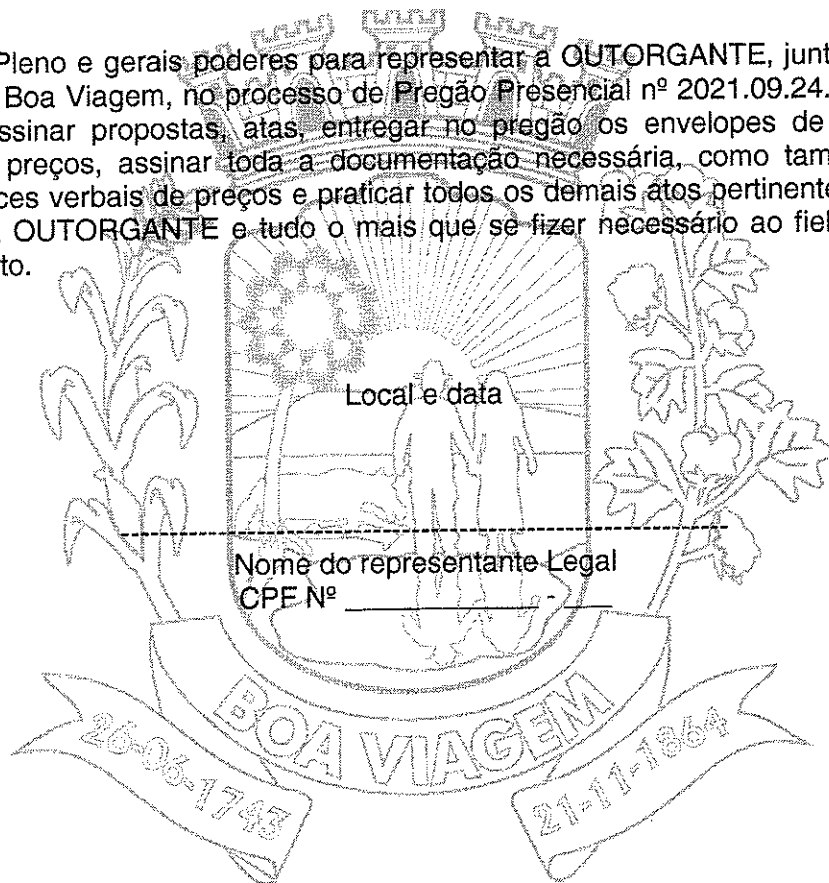 Pleno e gerais poderes para representar a OUTORGANTE, junt
Boa Viagem, no processo de Pregão Presencial nº 2021.09.24.
ssinar propostas, atas, entregar no pregão os envelopes de
preços, assinar toda a documentação necessária, como tam
ces verbais de preços e praticar todos os demais atos pertinente
OUTORGANTE e tudo o mais que se fizer necessário ao fiel
to.
Local e data
Nome do representante Legal
CPF Nº ________________ - ____
BOA VIAGEM
26-06-1743
21-11-1864